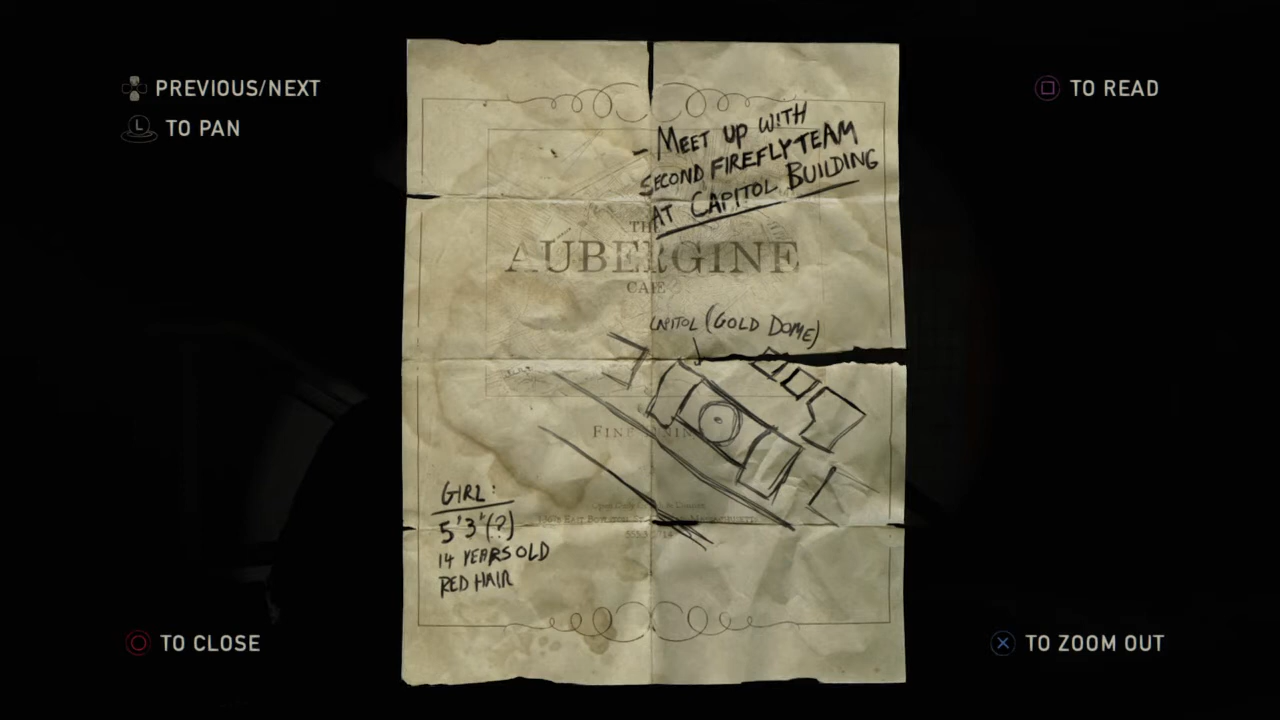 PREVIOUS/NEXT
L TO PAN
TO READ
- MEET UP WITH
SECOND FIREFLY TEAM
AT CAPITOL BUILDING
THE
AUBERGINE
CAFE
CAPITOL (GOLD DOME)
FINE DINING
GIRL:
5'3"(?)
14 YEARS OLD
RED HAIR
TO CLOSE
TO ZOOM OUT